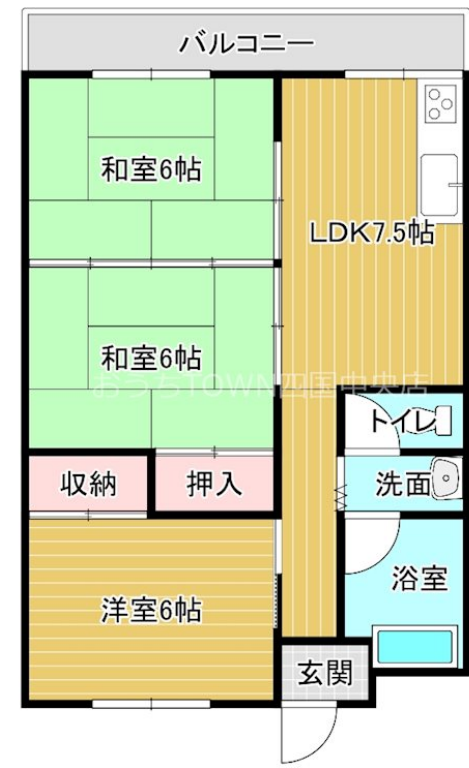 バルコニー
和室6帖
LDK7.5帖
和室6帖
おうちTOWN四国中央店
トイレ
収納
押入
洗面
浴室
洋室6帖
玄関